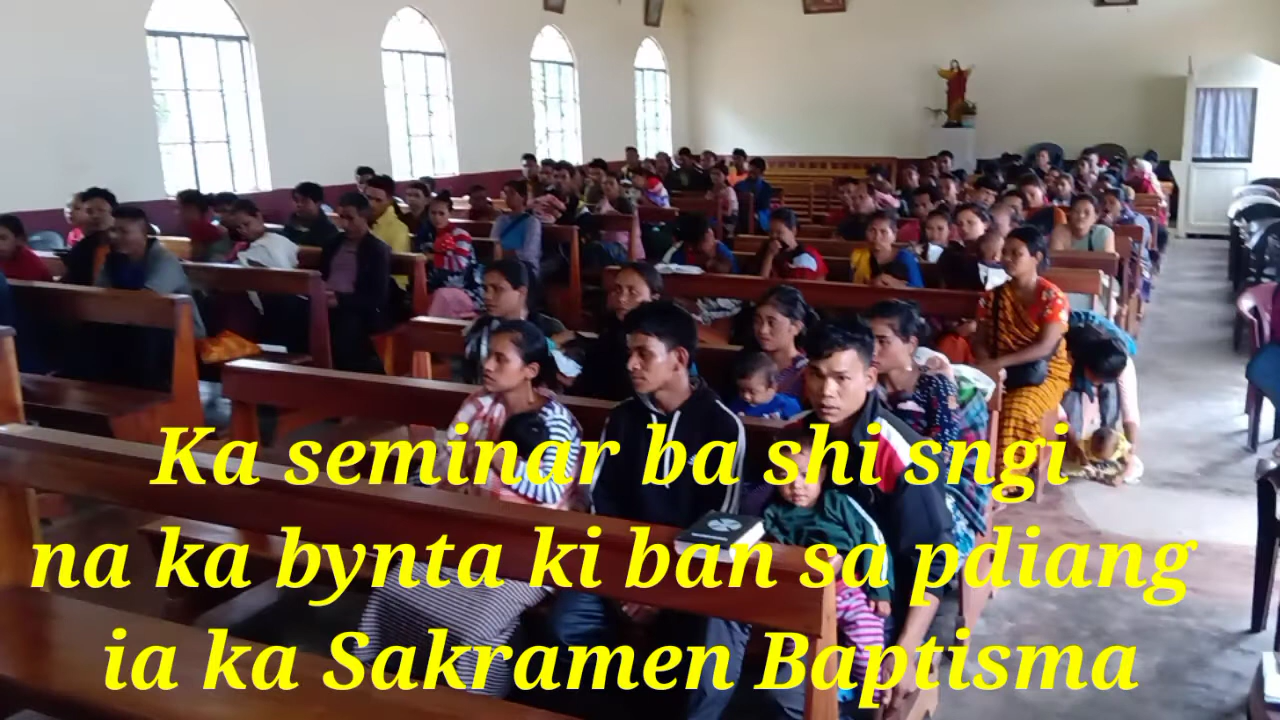 Ka seminar ba shi sngi
na ka bynta ki ban sa pdiang
ia ka Sakramen Baptisma